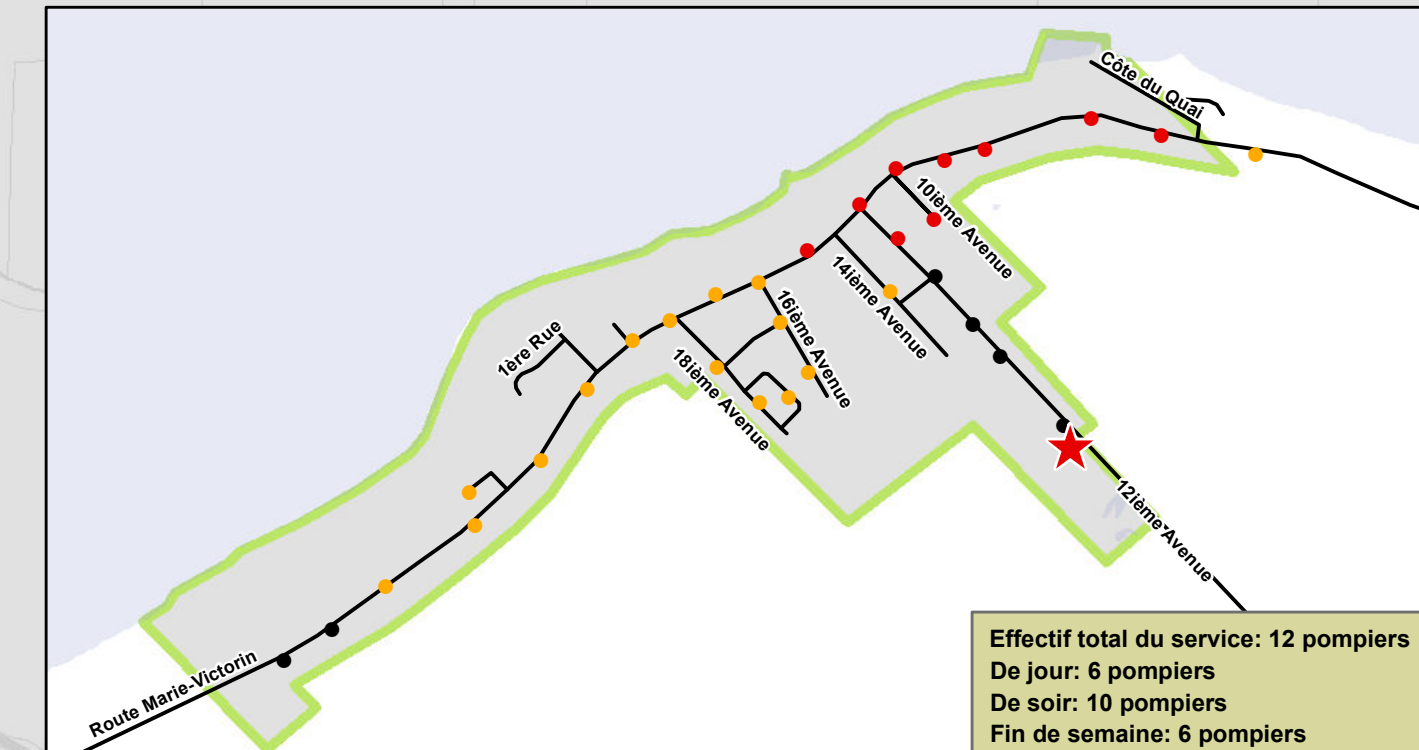 Côte du Quai
10ième Avenue
14ième Avenue
16ième Avenue
1ère Rue
18ième Avenue
12ième Avenue
Route Marie-Victorin
Effectif total du service: 12 pompiers
De jour: 6 pompiers
De soir: 10 pompiers
Fin de semaine: 6 pompiers